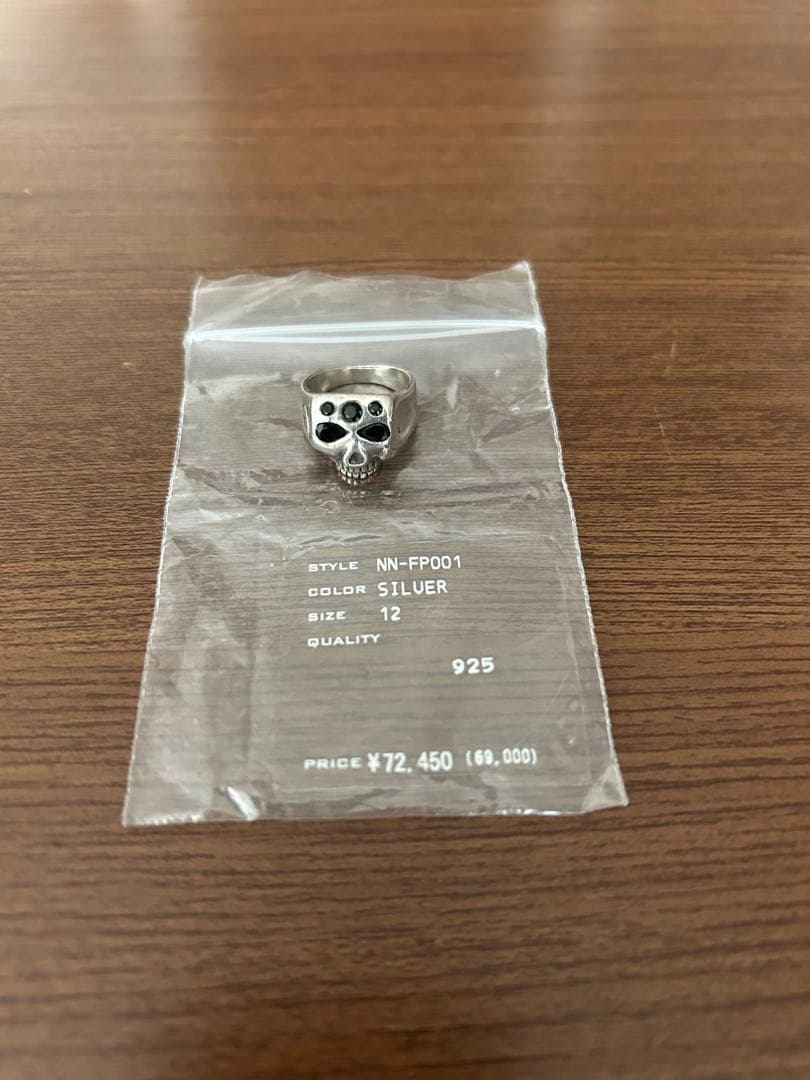 STYLE NN-FP001
COLOR SILVER
SIZE 12
QUALITY
925
PRICE ¥72,450 (69,000)